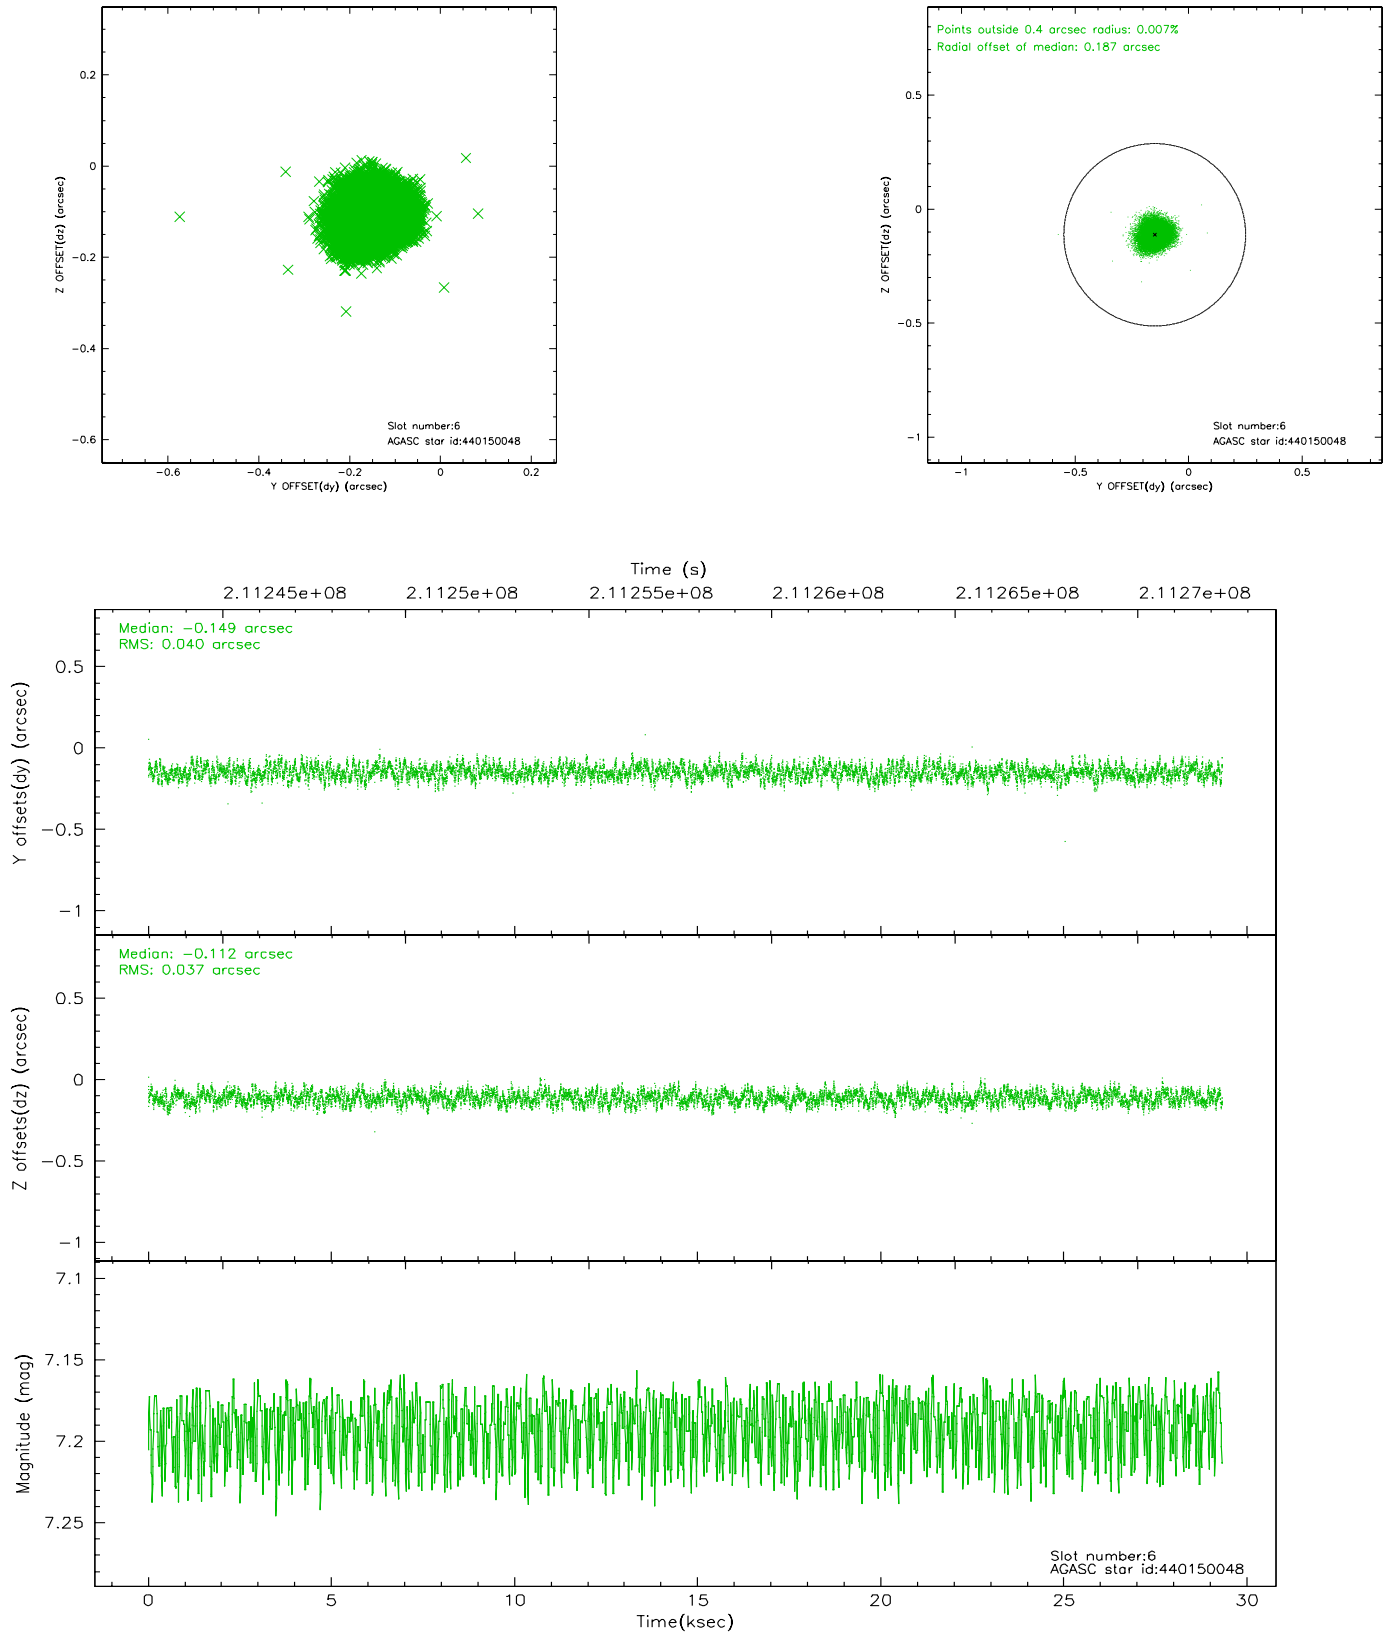 0.2
0
-0.2
-0.4
-0.6
Z OFFSET(dz) (arcsec)
Slot number:6
AGASC star id:440150048
-0.6 -0.4 -0.2 0 0.2
Y OFFSET(dy) (arcsec)
Points outside 0.4 arcsec radius: 0.007%
Radial offset of median: 0.187 arcsec
0.5
0
-0.5
-1
Z OFFSET(dz) (arcsec)
Slot number:6
AGASC star id:440150048
-1 -0.5 0 0.5
Y OFFSET(dy) (arcsec)
Time (s)
2.11245e+08 2.1125e+08 2.11255e+08 2.1126e+08 2.11265e+08 2.1127e+08
Median: -0.149 arcsec
RMS: 0.040 arcsec
0.5
0
-0.5
-1
Y offsets(dy) (arcsec)
Median: -0.112 arcsec
RMS: 0.037 arcsec
0.5
0
-0.5
-1
Z offsets(dz) (arcsec)
7.1
7.15
7.2
7.25
Magnitude (mag)
Slot number:6
AGASC star id:440150048
0 5 10 15 20 25 30
Time(ksec)